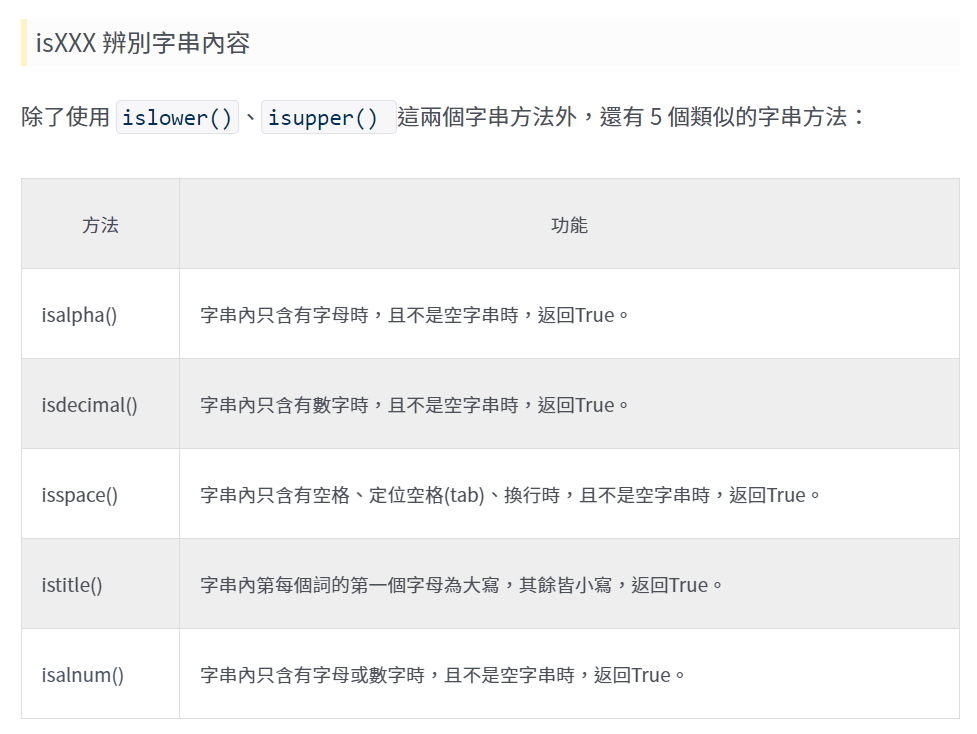 isXXX 辨別字串內容
除了使用 islower()、isupper() 這兩個字串方法外，還有 5 個類似的字串方法：
方法 功能
isalpha() 字串內只含有字母時，且不是空字串時，返回True。
isdecimal() 字串內只含有數字時，且不是空字串時，返回True。
isspace() 字串內只含有空格、定位空格(tab)、換行時，且不是空字串時，返回True。
istitle() 字串內第每個詞的第一個字母為大寫，其餘皆小寫，返回True。
isalnum() 字串內只含有字母或數字時，且不是空字串時，返回True。